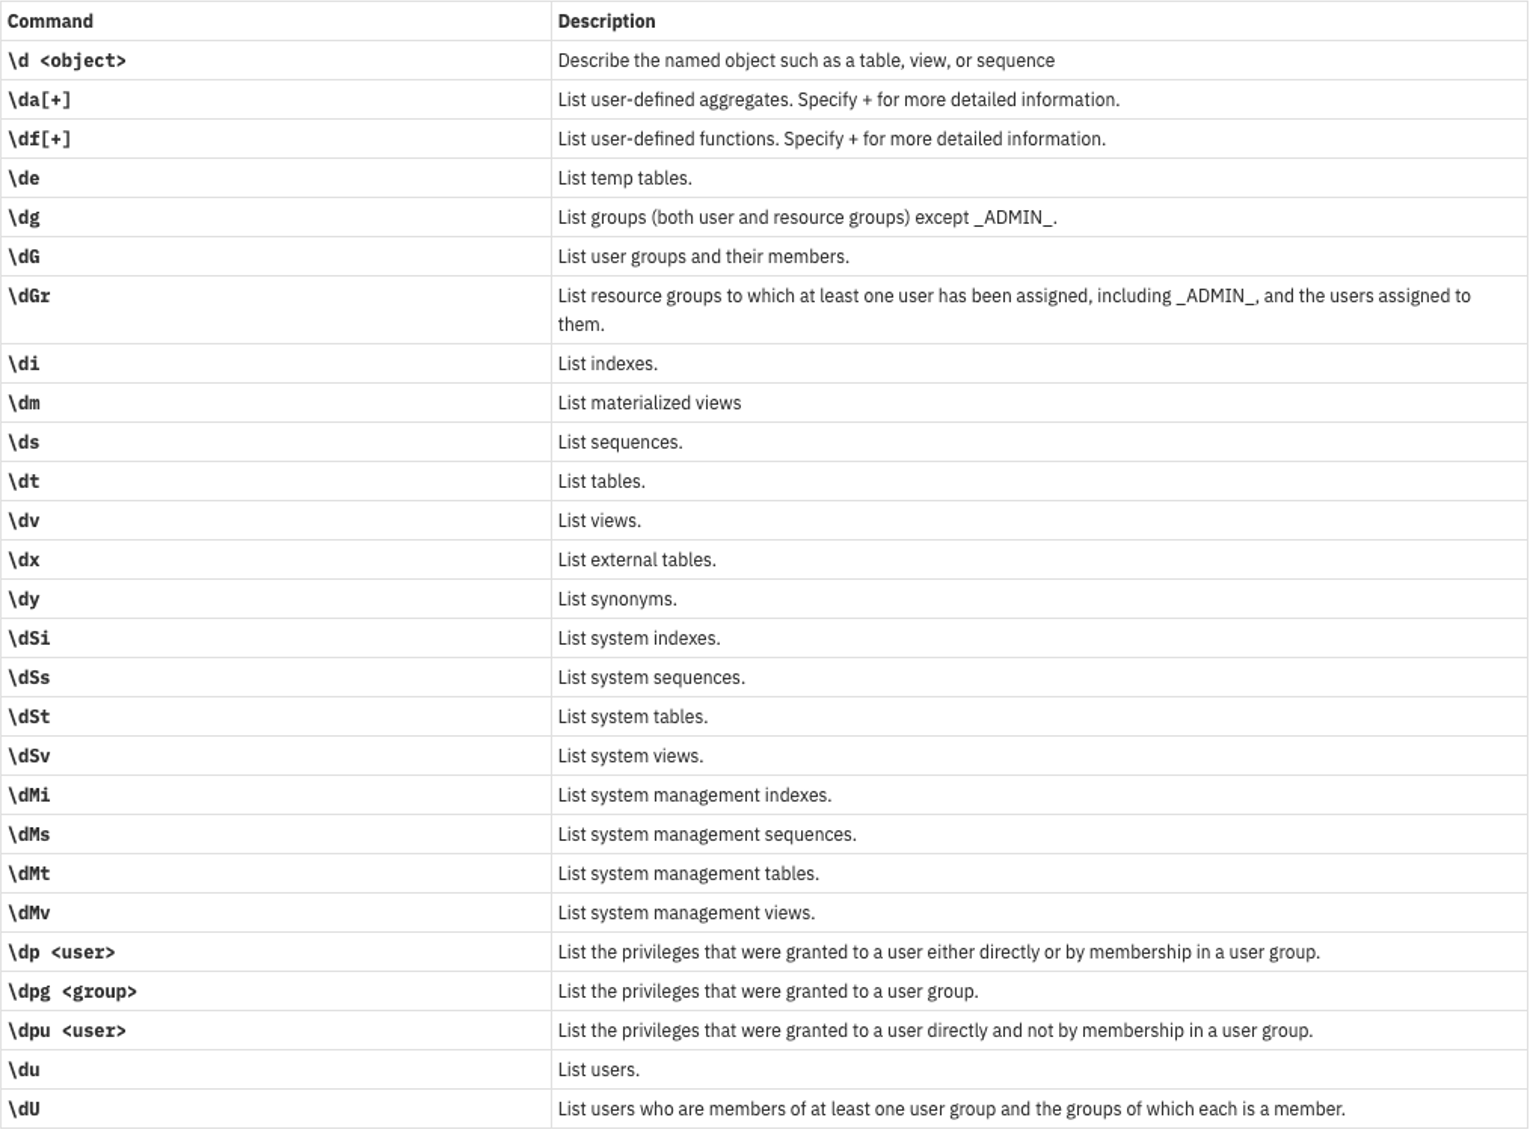 Command Description
\d <object> Describe the named object such as a table, view, or sequence
\da[+] List user-defined aggregates. Specify + for more detailed information.
\df[+] List user-defined functions. Specify + for more detailed information.
\de List temp tables.
\dg List groups (both user and resource groups) except _ADMIN_.
\dG List user groups and their members.
\dGr List resource groups to which at least one user has been assigned, including _ADMIN_, and the users assigned to
them.
\di List indexes.
\dm List materialized views
\ds List sequences.
\dt List tables.
\dv List views.
\dx List external tables.
\dy List synonyms.
\dSi List system indexes.
\dSs List system sequences.
\dSt List system tables.
\dSv List system views.
\dMi List system management indexes.
\dMs List system management sequences.
\dMt List system management tables.
\dMv List system management views.
\dp <user> List the privileges that were granted to a user either directly or by membership in a user group.
\dpg <group> List the privileges that were granted to a user group.
\dpu <user> List the privileges that were granted to a user directly and not by membership in a user group.
\du List users.
\dU List users who are members of at least one user group and the groups of which each is a member.